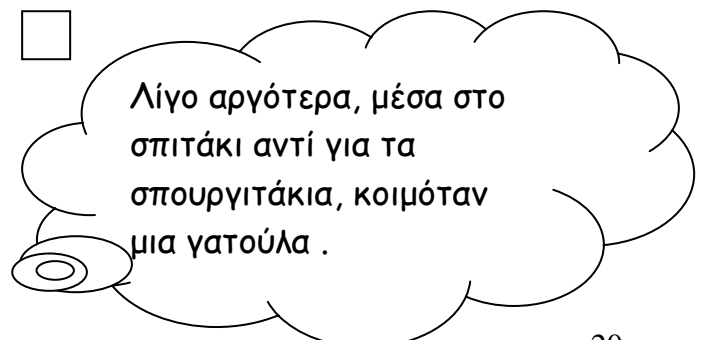 Λίγο αργότερα, μέσα στο
σπιτάκι αντί για τα
σπουργιτάκια, κοιμόταν
μια γατούλα .